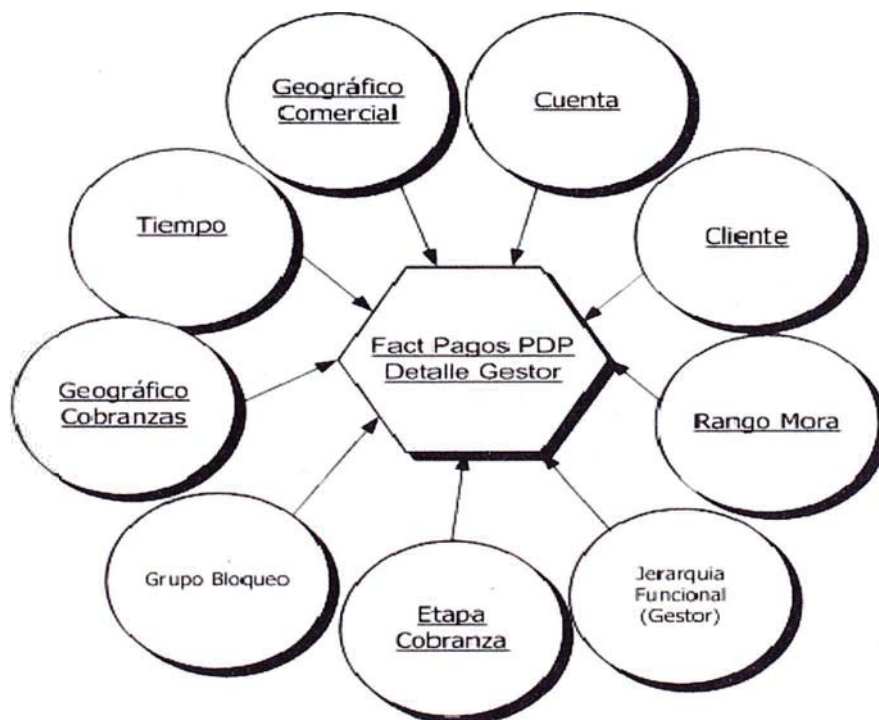 Geográfico
Comercial
Cuenta
Tiempo
Cliente
Fact Pagos PDP
Detalle Gestor
Geográfico
Cobranzas
Rango Mora
Grupo Bloqueo
Etapa
Cobranza
Jerarquia
Funcional
(Gestor)